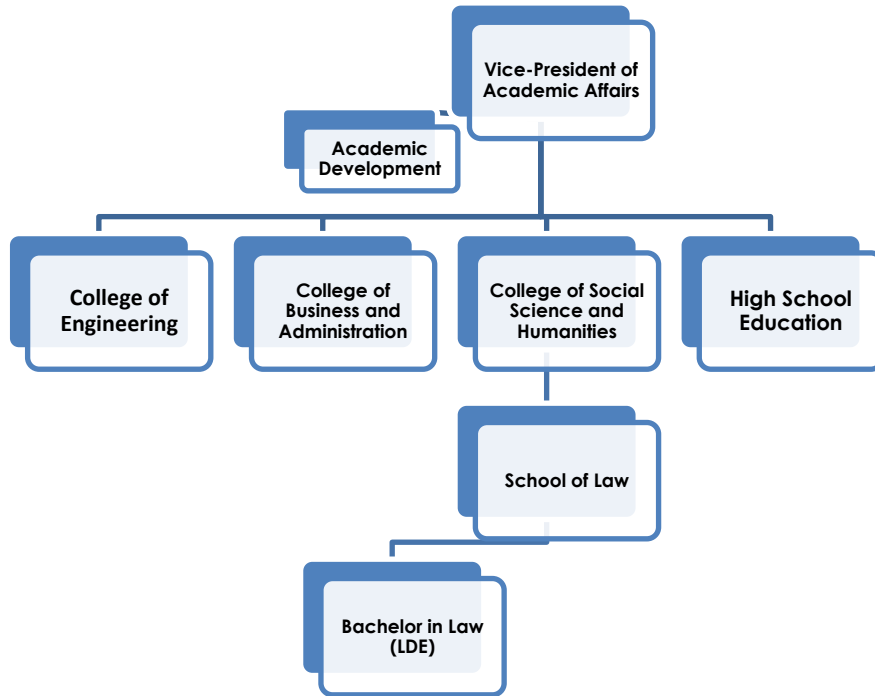 Vice-President of
Academic Affairs
Academic
Development
College of
Engineering
College of
Business and
Administration
College of Social
Science and
Humanities
High School
Education
School of Law
Bachelor in Law
(LDE)